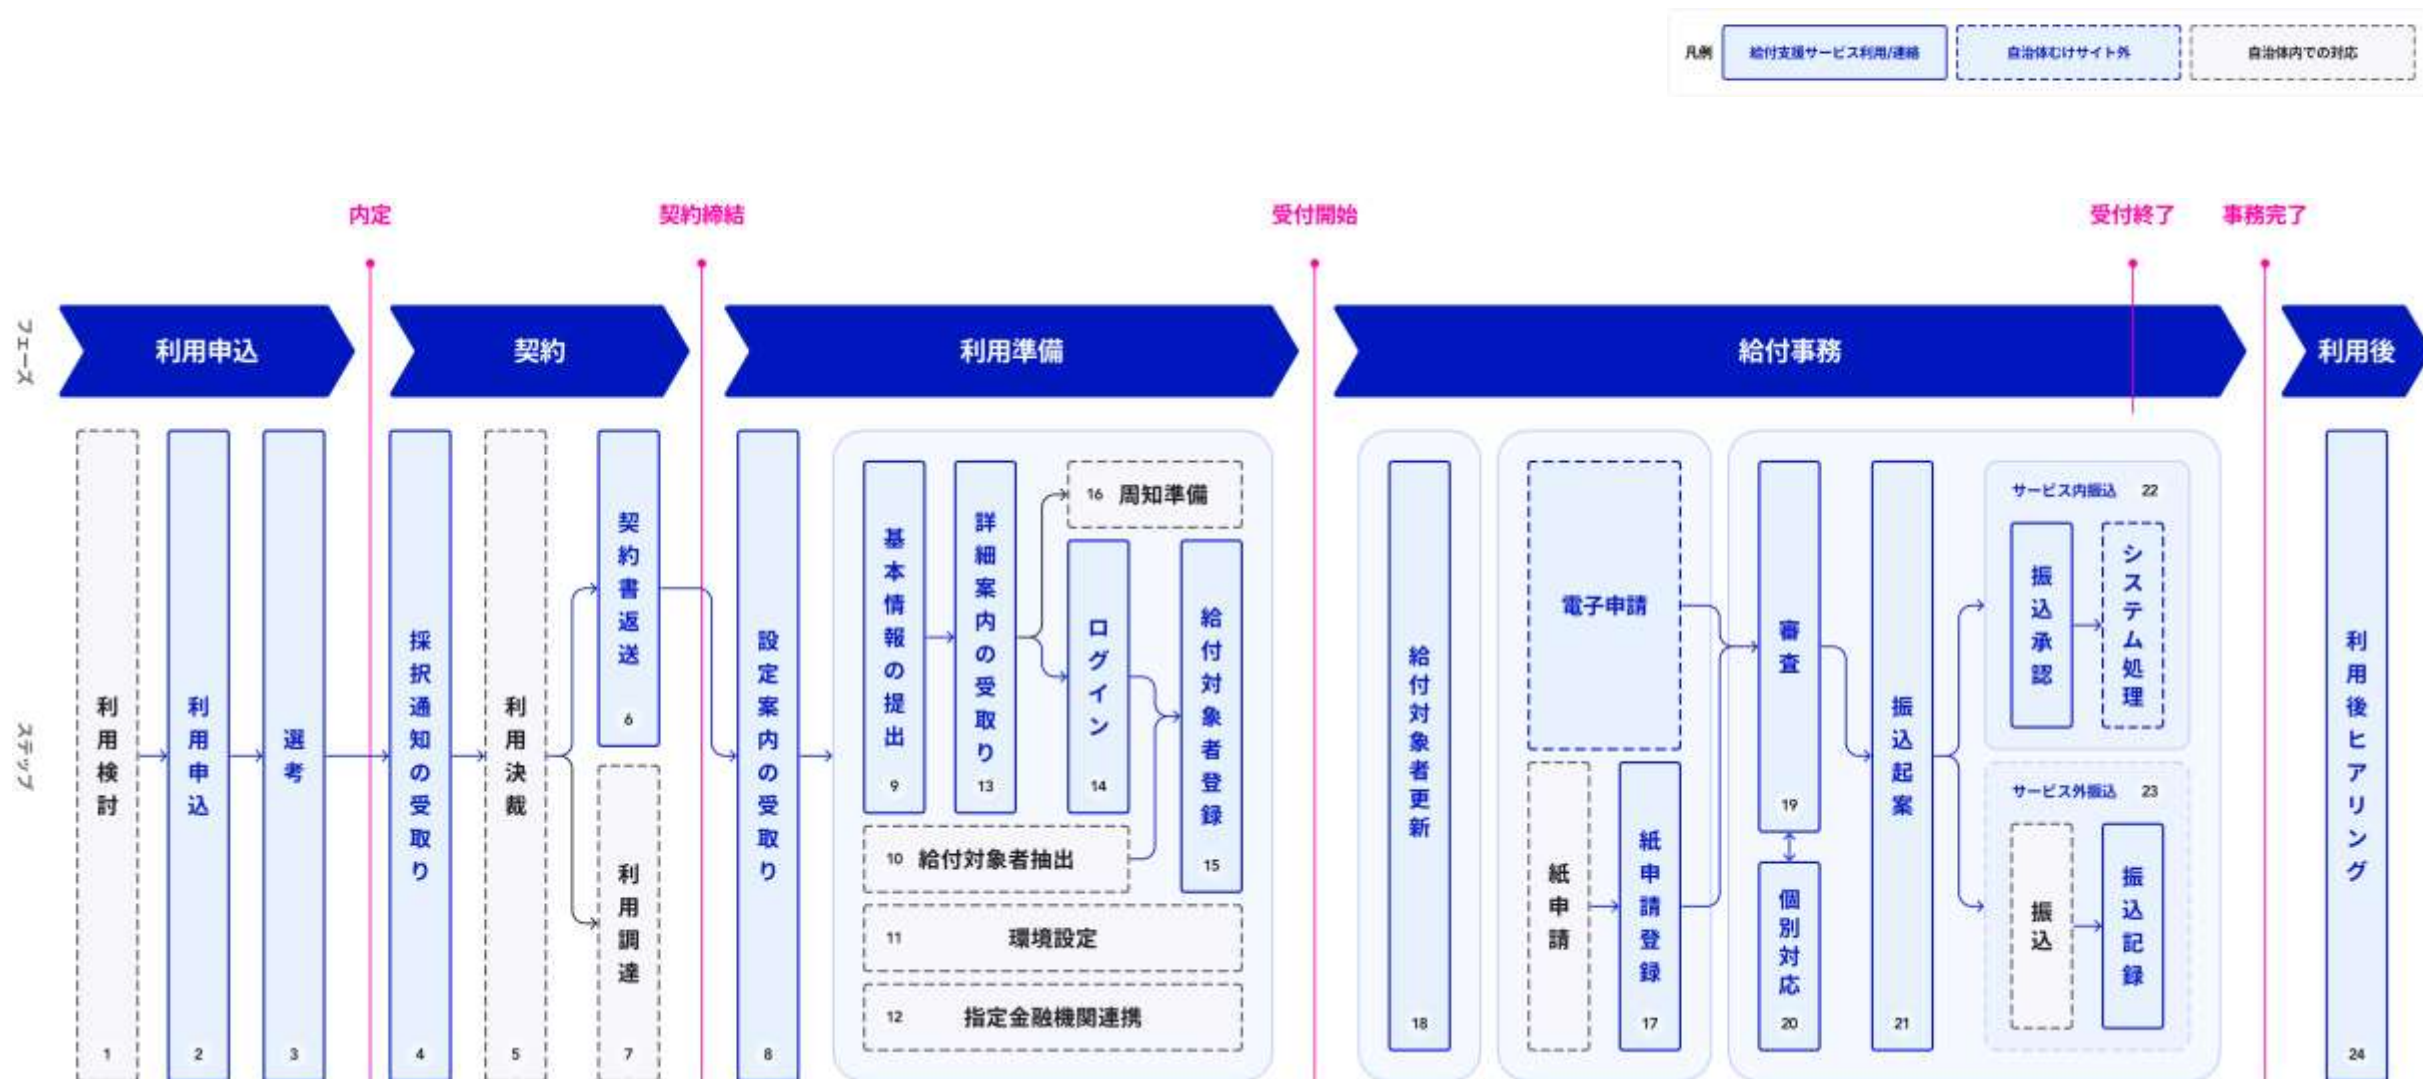 凡例
給付支援サービス利用/連絡
自治体むけサイト外
自治体内での対応
内定
契約締結
受付開始
受付終了
事務完了
フェーズ
利用申込
契約
利用準備
給付事務
利用後
ステップ
利用検討
1
利用申込
2
選考
3
採択通知の受取り
4
利用決裁
5
契約書返送
6
利用調達
7
設定案内の受取り
8
基本情報の提出
9
詳細案内の受取り
13
16 周知準備
ログイン
14
給付対象者登録
15
10 給付対象者抽出
11 環境設定
12 指定金融機関連携
給付対象者更新
18
電子申請
紙申請
紙申請登録
17
審査
19
個別対応
20
振込起案
21
サービス内振込 22
振込承認
システム処理
サービス外振込 23
振込
振込記録
利用後ヒアリング
24